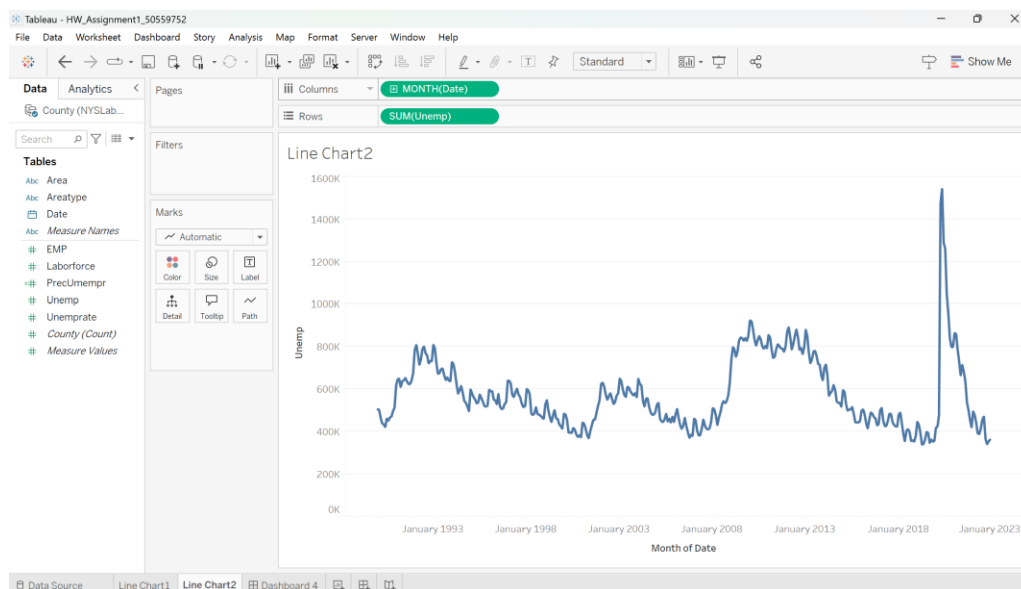 Tableau - HW_Assignment1_50559752
File Data Worksheet Dashboard Story Analysis Map Format Server Window Help
Standard
Show Me
Data Analytics
Pages
Columns
MONTH(Date)
County (NYSLab...
Rows
SUM(Unemp)
Search
Filters
Tables
Line Chart2
Abc Area
Abc Areatype
Date
Abc Measure Names
EMP
Laborforce
PrecUmempr
Unemp
Unemprate
County (Count)
Measure Values
Marks
Automatic
Color Size Label
Detail Tooltip Path
1600K
1400K
1200K
1000K
800K
600K
400K
200K
0K
Unemp
January 1993 January 1998 January 2003 January 2008 January 2013 January 2018 January 2023
Month of Date
Data Source Line Chart1 Line Chart2 Dashboard 4